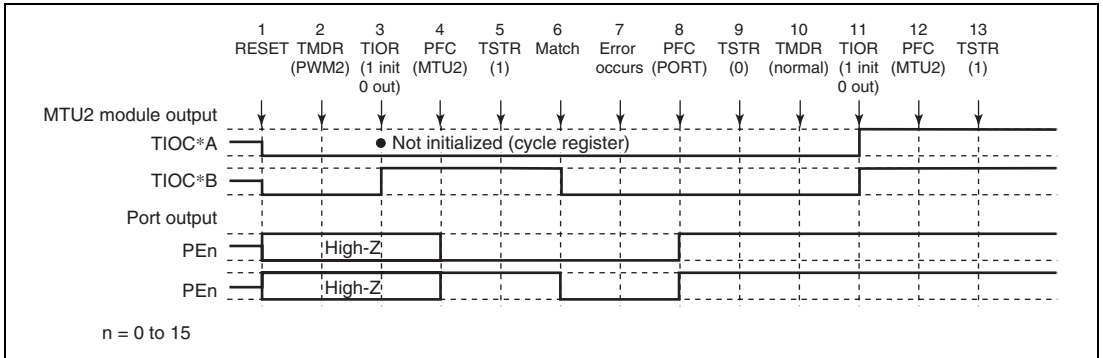 1 2 3 4 5 6 7 8 9 10 11 12 13
RESET TMDR TIOR PFC TSTR Match Error PFC TSTR TMDR TIOR PFC TSTR
(PWM2) (1 init (MTU2) (1) occurs (PORT) (0) (normal) (1 init (MTU2) (1)
0 out) 0 out)
MTU2 module output
TIOC*A
● Not initialized (cycle register)
TIOC*B
Port output
PEn
High-Z
PEn
High-Z
n = 0 to 15